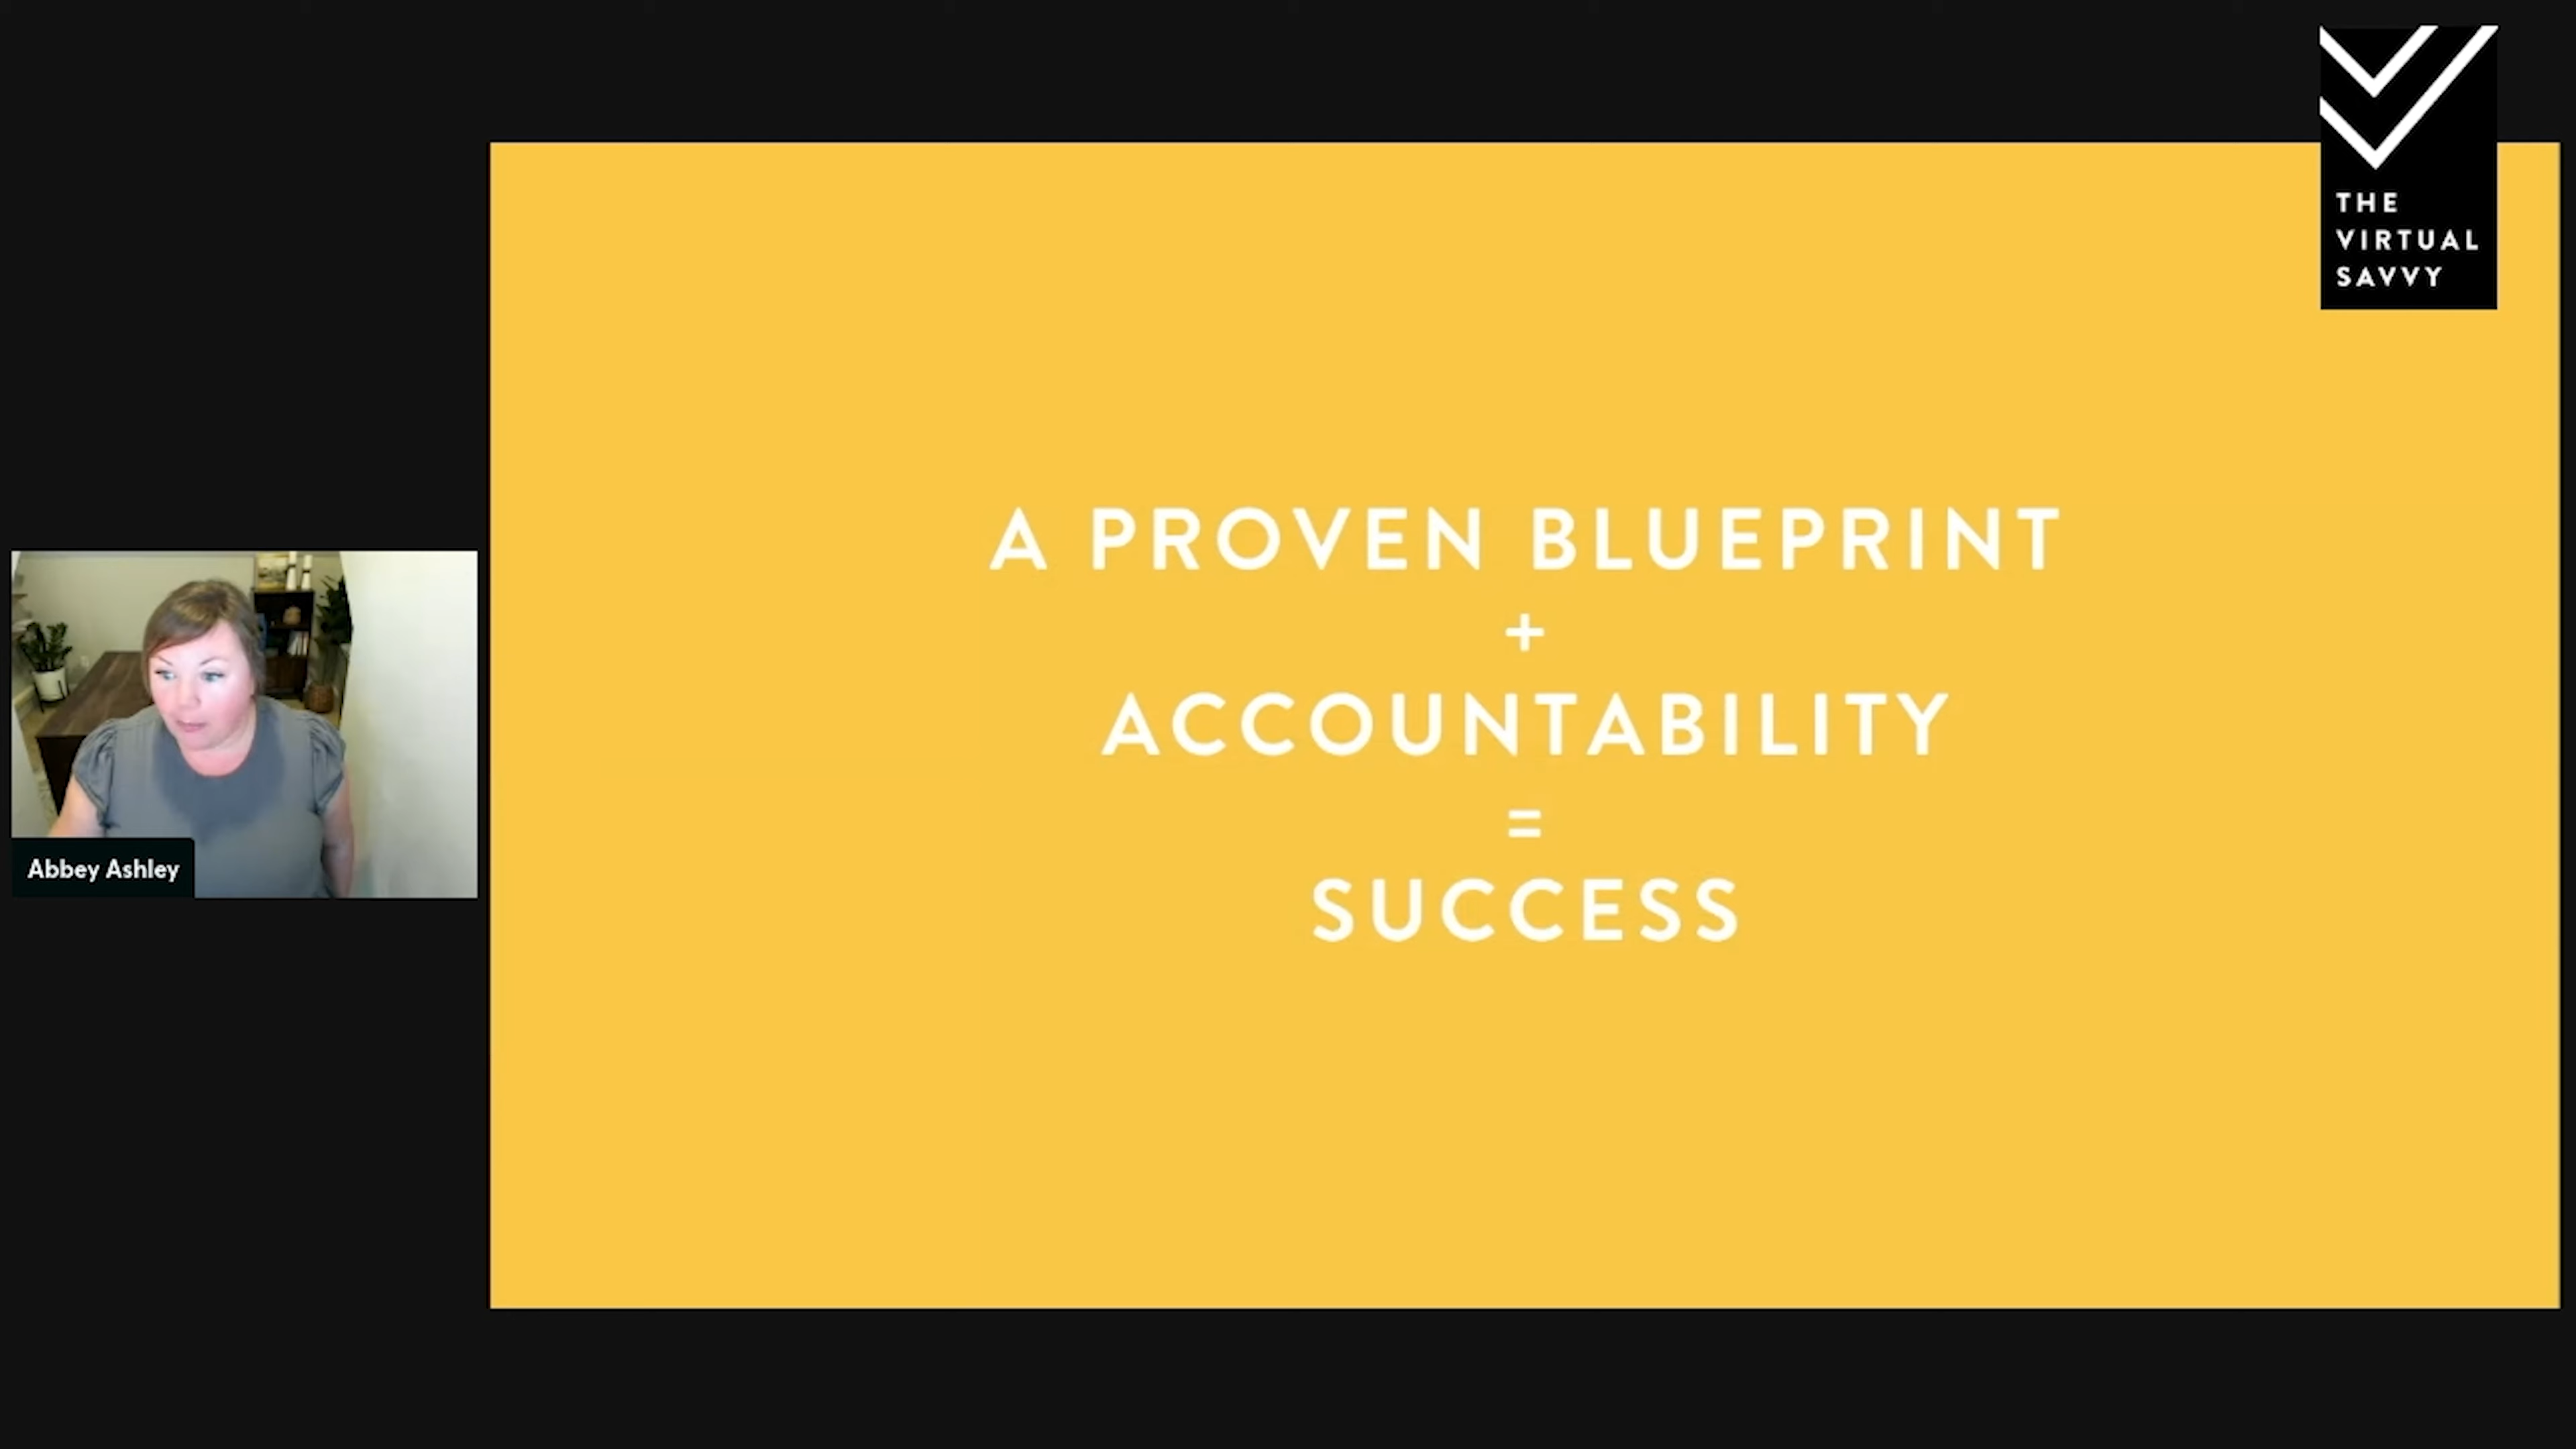 THE
VIRTUAL
SAVVY
A PROVEN BLUEPRINT
+
ACCOUNTABILITY
=
SUCCESS
Abbey Ashley